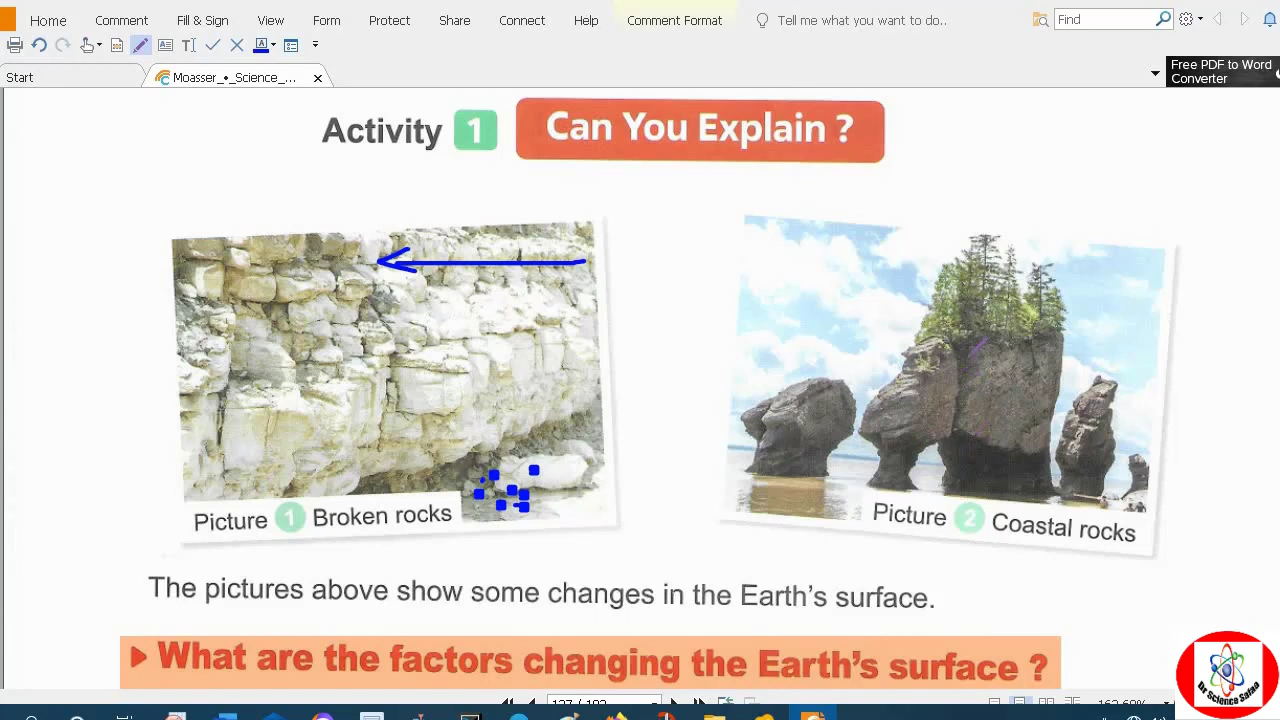 Home Comment Fill & Sign View Form Protect Share Connect Help Comment Format Tell me what you want to do.. Find
Start Moasser_•_Science_... Free PDF to Word
Converter
Activity 1 Can You Explain ?
Picture 1 Broken rocks
Picture 2 Coastal rocks
The pictures above show some changes in the Earth's surface.
What are the factors changing the Earth's surface ?
Dr Science Safaa